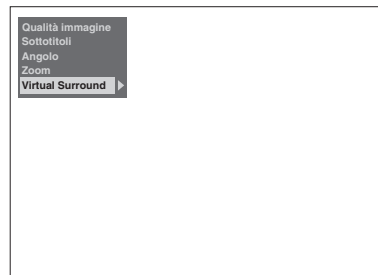 Qualità immagine
Sottotitoli
Angolo
Zoom
Virtual Surround